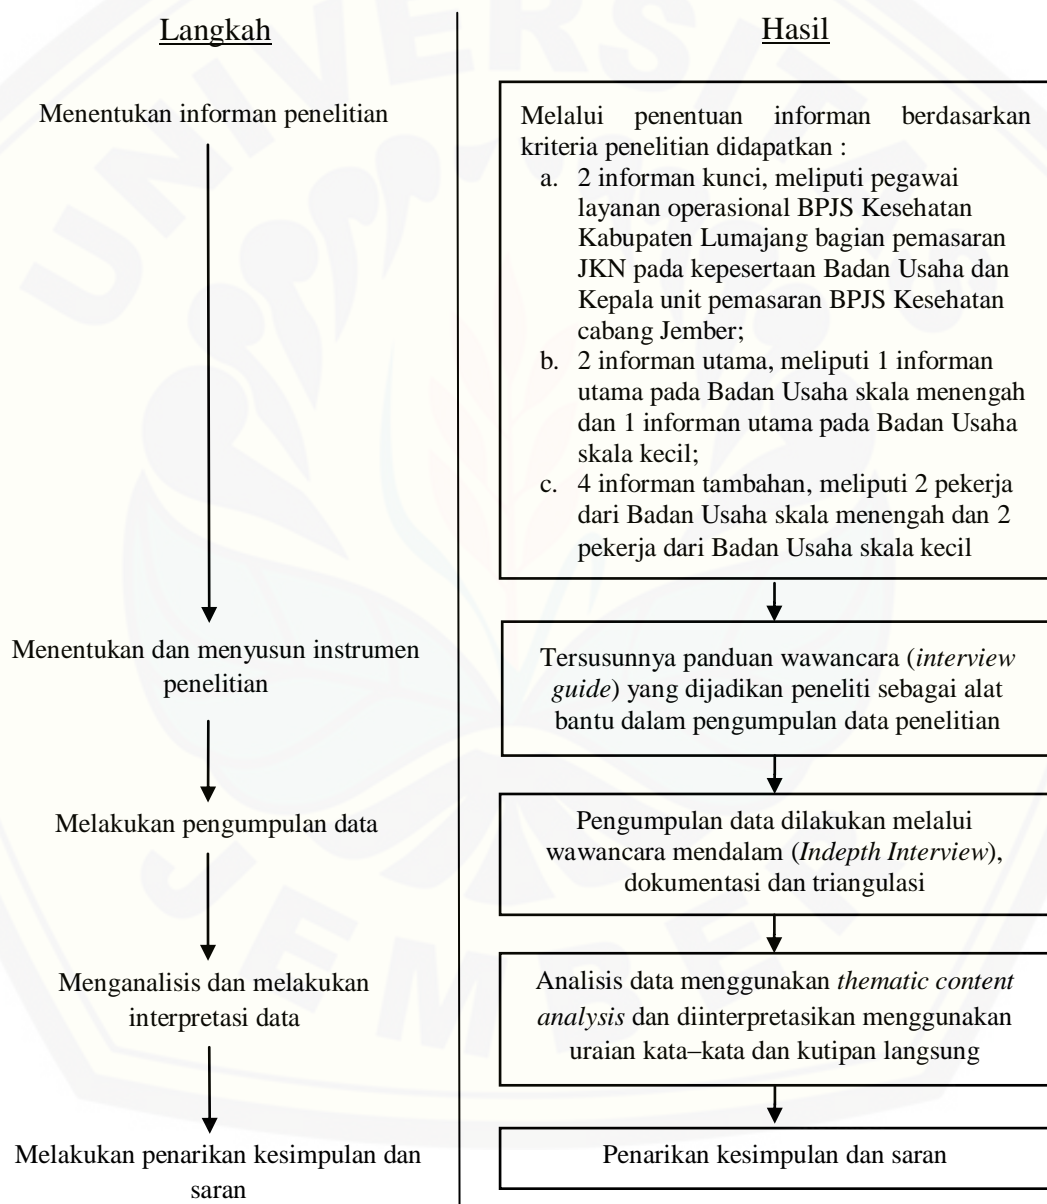 Langkah
Hasil
Menentukan informan penelitian
Melalui penentuan informan berdasarkan
kriteria penelitian didapatkan :
a. 2 informan kunci, meliputi pegawai
layanan operasional BPJS Kesehatan
Kabupaten Lumajang bagian pemasaran
JKN pada kepesertaan Badan Usaha dan
Kepala unit pemasaran BPJS Kesehatan
cabang Jember;
b. 2 informan utama, meliputi 1 informan
utama pada Badan Usaha skala menengah
dan 1 informan utama pada Badan Usaha
skala kecil;
c. 4 informan tambahan, meliputi 2 pekerja
dari Badan Usaha skala menengah dan 2
pekerja dari Badan Usaha skala kecil
Menentukan dan menyusun instrumen
penelitian
Tersusunnya panduan wawancara (interview
guide) yang dijadikan peneliti sebagai alat
bantu dalam pengumpulan data penelitian
Melakukan pengumpulan data
Pengumpulan data dilakukan melalui
wawancara mendalam (Indepth Interview),
dokumentasi dan triangulasi
Menganalisis dan melakukan
interpretasi data
Analisis data menggunakan thematic content
analysis dan diinterpretasikan menggunakan
uraian kata–kata dan kutipan langsung
Melakukan penarikan kesimpulan dan
saran
Penarikan kesimpulan dan saran
UNIVERSITAS
JEMBER